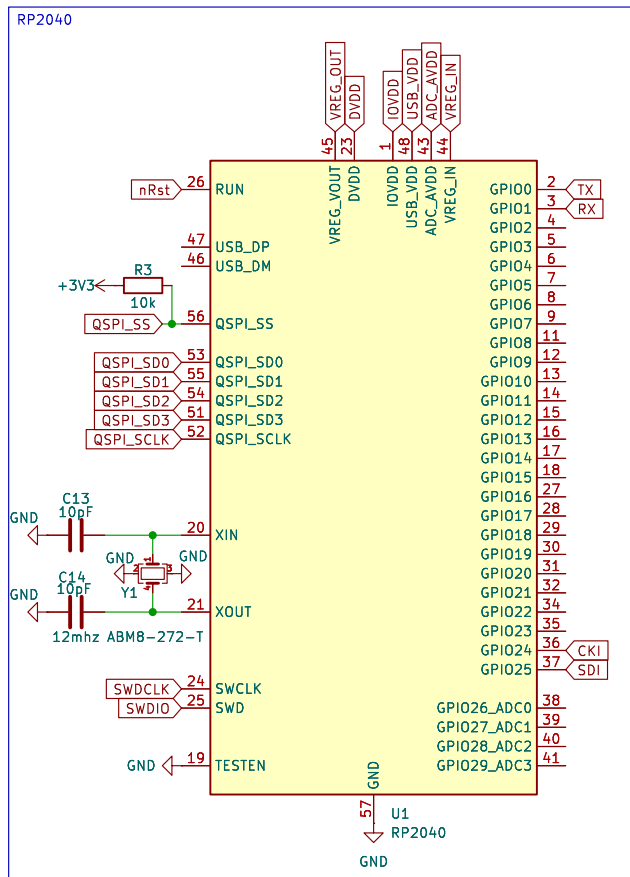 RP2040
VREG_OUT
DVDD
IOVDD
USB_VDD
ADC_AVDD
VREG_IN
45
23
1
48
43
44
VREG_VOUT
DVDD
IOVDD
USB_VDD
ADC_AVDD
VREG_IN
nRst 26 RUN
47 USB_DP
46 USB_DM
R3
+3V3
10k
QSPI_SS 56 QSPI_SS
QSPI_SD0 53 QSPI_SD0
QSPI_SD1 55 QSPI_SD1
QSPI_SD2 54 QSPI_SD2
QSPI_SD3 51 QSPI_SD3
QSPI_SCLK 52 QSPI_SCLK
C13
10pF
GND
20 XIN
GND
GND
1
2
3
4
Y1
C14
10pF
GND
21 XOUT
12mhz ABM8-272-T
SWDCLK 24 SWCLK
SWDIO 25 SWD
GND 19 TESTEN
GPIO0 2 TX
GPIO1 3 RX
GPIO2 4
GPIO3 5
GPIO4 6
GPIO5 7
GPIO6 8
GPIO7 9
GPIO8 11
GPIO9 12
GPIO10 13
GPIO11 14
GPIO12 15
GPIO13 16
GPIO14 17
GPIO15 18
GPIO16 27
GPIO17 28
GPIO18 29
GPIO19 30
GPIO20 31
GPIO21 32
GPIO22 34
GPIO23 35
GPIO24 36 CKI
GPIO25 37 SDI
GPIO26_ADC0 38
GPIO27_ADC1 39
GPIO28_ADC2 40
GPIO29_ADC3 41
GND
57
U1
RP2040
GND